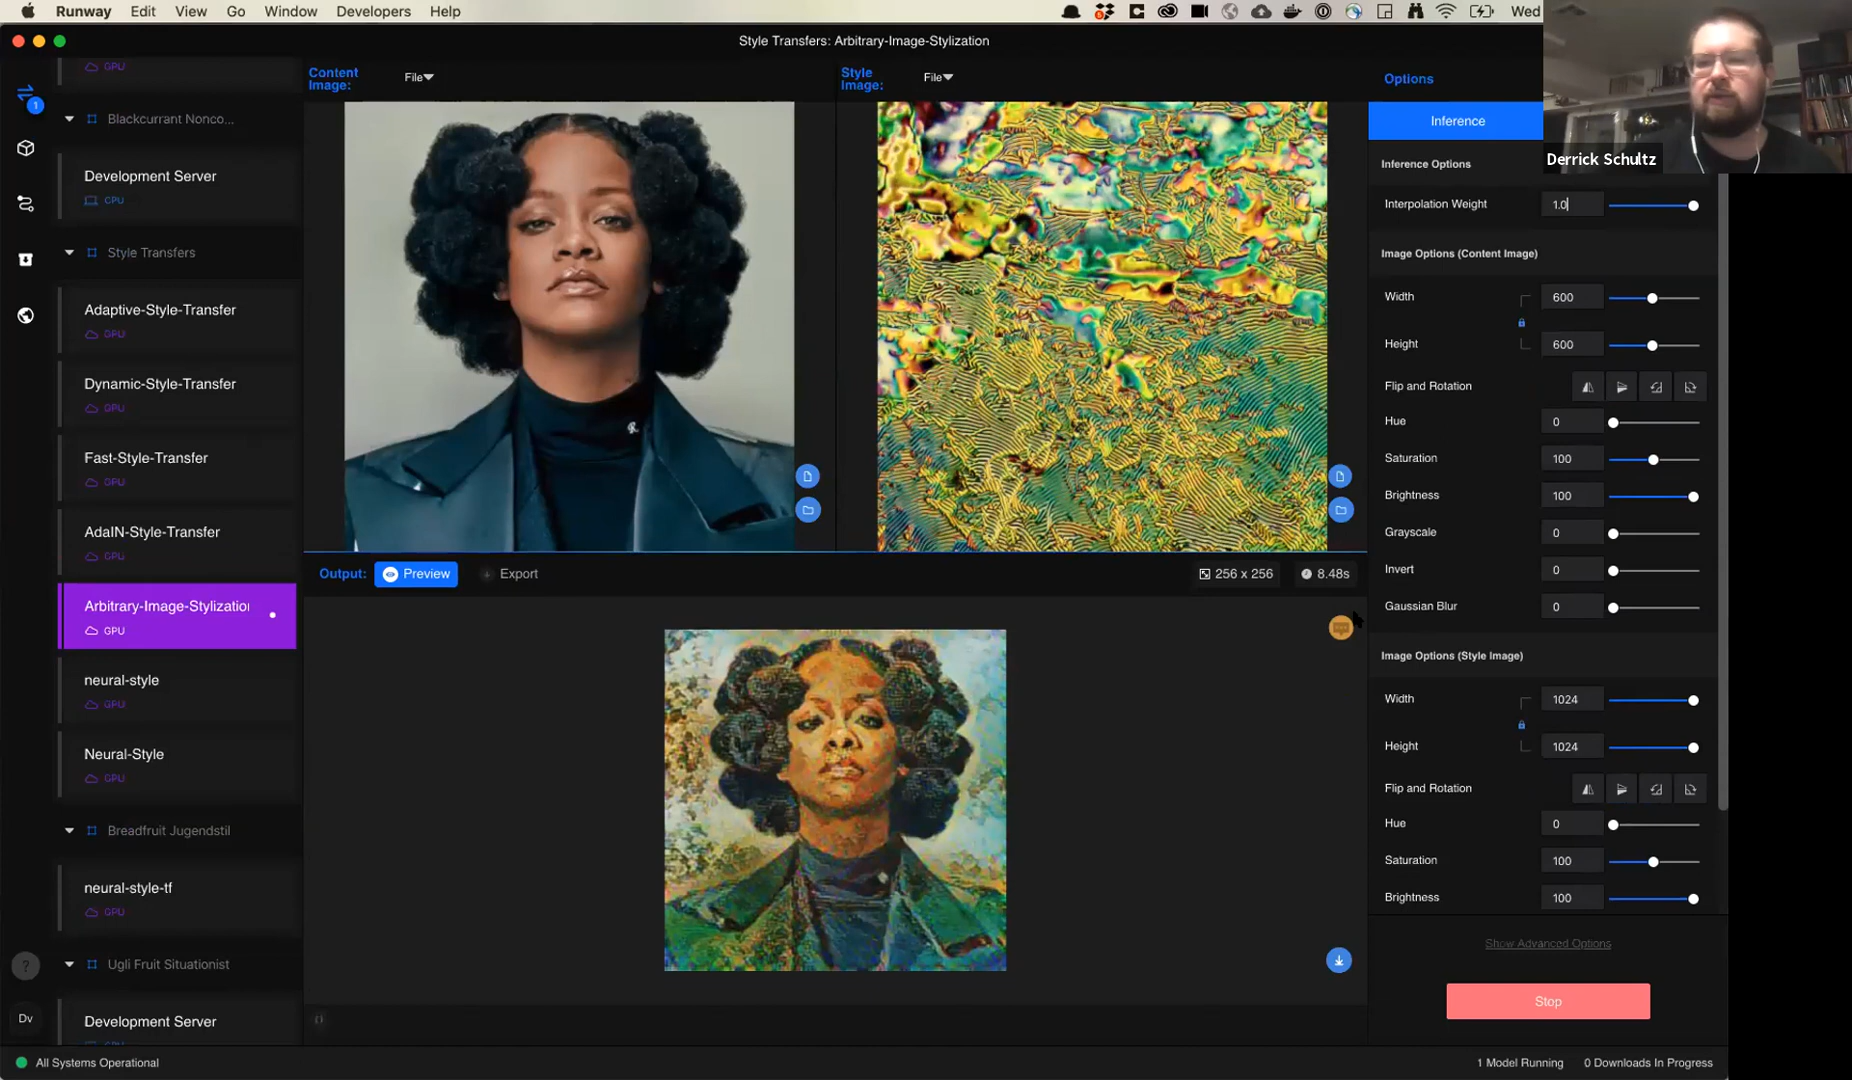 Runway Edit View Go Window Developers Help Wed
Style Transfers: Arbitrary-Image-Stylization
Derrick Schultz
1
GPU
Blackcurrant Nonco...
Development Server
CPU
Style Transfers
Adaptive-Style-Transfer
GPU
Dynamic-Style-Transfer
GPU
Fast-Style-Transfer
GPU
AdaIN-Style-Transfer
GPU
Arbitrary-Image-Stylization
GPU
neural-style
GPU
Neural-Style
GPU
Breadfruit Jugendstil
neural-style-tf
GPU
Ugli Fruit Situationist
Development Server
?
Dv
Content
Image:
File
Style
Image:
File
Output: Preview Export 256 x 256 8.48s
Options
Inference
Inference Options
Interpolation Weight 1.0
Image Options (Content Image)
Width 600
Height 600
Flip and Rotation
Hue 0
Saturation 100
Brightness 100
Grayscale 0
Invert 0
Gaussian Blur 0
Image Options (Style Image)
Width 1024
Height 1024
Flip and Rotation
Hue 0
Saturation 100
Brightness 100
Show Advanced Options
Stop
All Systems Operational
1 Model Running 0 Downloads In Progress